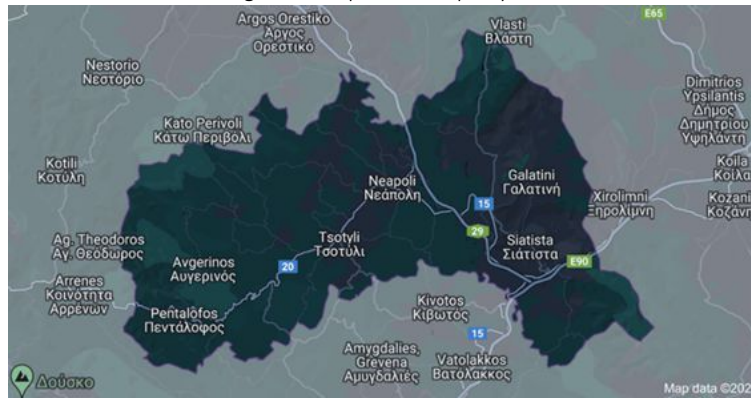 Argos Orestiko
Άργος
Ορεστικό
Vlasti
Βλάστη
E65
Nestorio
Νεστόριο
Dimitrios
Ypsilantis
Δήμος
Δημητρίου
Υψηλάντη
Kato Perivoli
Κάτω Περιβόλι
Kotili
Κοτύλη
Galatini
Γαλατινή
Koila
Κοίλα
Neapoli
Νεάπολη
15
Xirolimni
Ξηρολίμνη
Kozani
Κοζάνη
Tsotyli
Τσοτύλι
29
Siatista
Σιάτιστα
Ag. Theodoros
Αγ. Θεόδωρος
Avgerinos
Αυγερινός
20
E90
Arrenes
Κοινότητα
Αρρένων
Pentalofos
Πεντάλοφος
Kivotos
Κιβωτός
15
Amygdalies,
Grevena
Αμυγδαλιές
Vatolakkos
Βατόλακκος
Δούσκο
Map data ©202